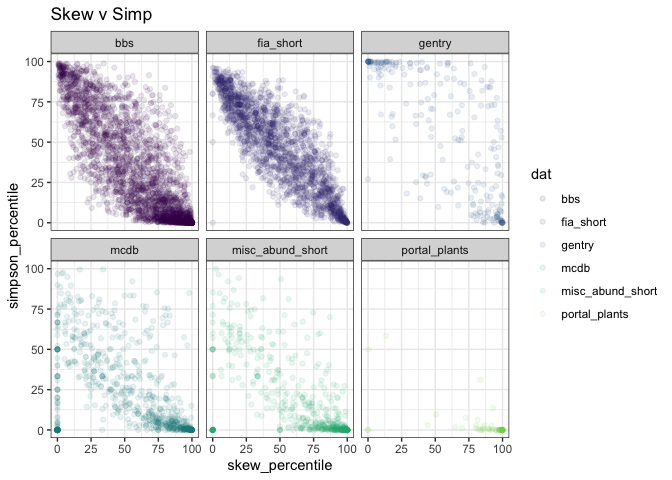 Skew v Simp
bbs
fia_short
gentry
100
75
50
25
0
mcdb
misc_abund_short
portal_plants
100
75
50
25
0
0 25 50 75 100
0 25 50 75 100
0 25 50 75 100
skew_percentile
simpson_percentile
dat
bbs
fia_short
gentry
mcdb
misc_abund_short
portal_plants